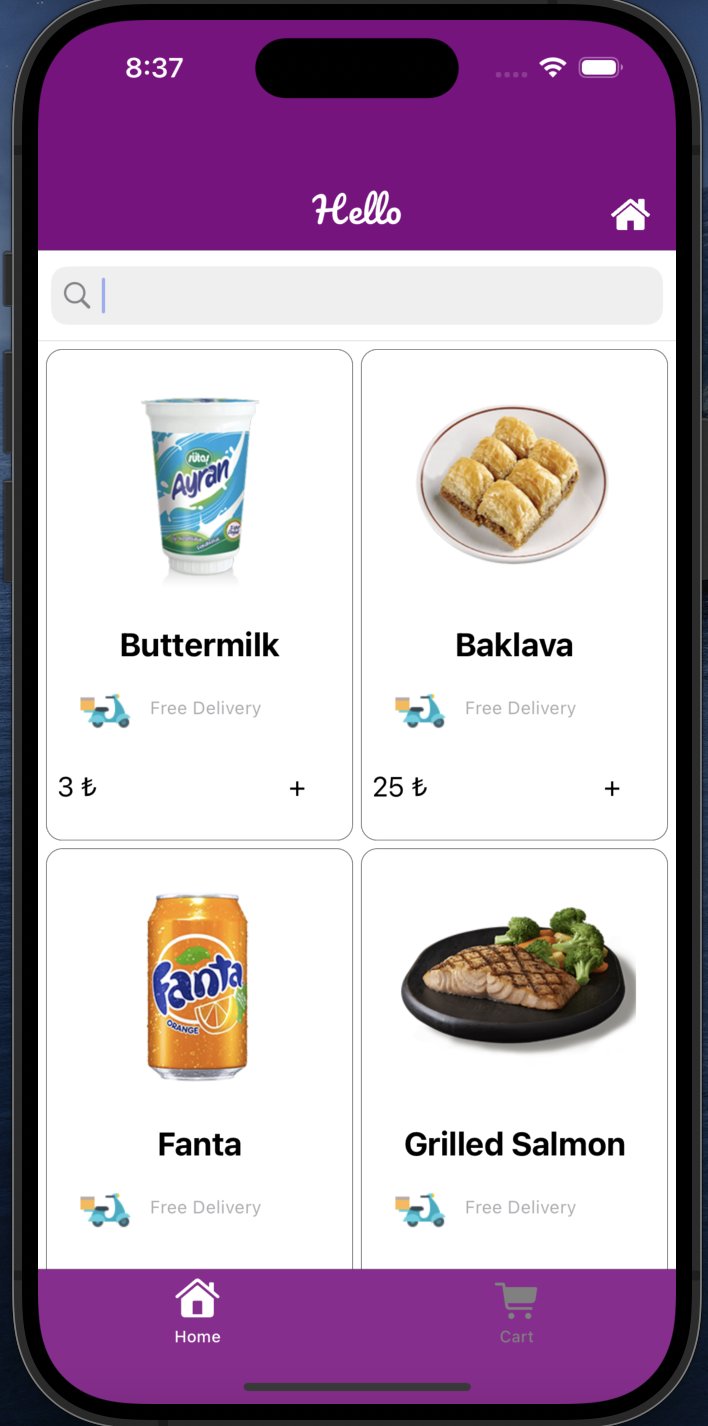 8:37
Hello
sütaş
Ayran
Buttermilk
Baklava
Free Delivery
Free Delivery
3 ₺
+
25 ₺
+
Fanta
ORANGE
Fanta
Grilled Salmon
Free Delivery
Free Delivery
Home
Cart